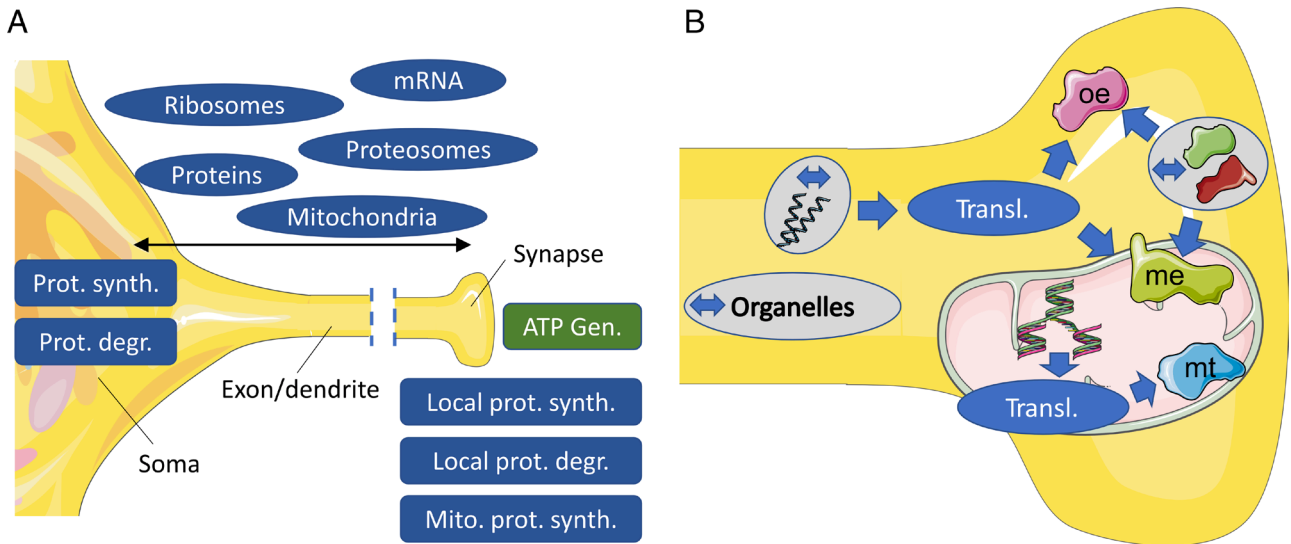 A
mRNA
Ribosomes
Proteosomes
Proteins
Mitochondria
Synapse
Prot. synth.
Prot. degr.
ATP Gen.
Exon/dendrite
Local prot. synth.
Soma
Local prot. degr.
Mito. prot. synth.
B
oe
Transl.
me
Organelles
mt
Transl.